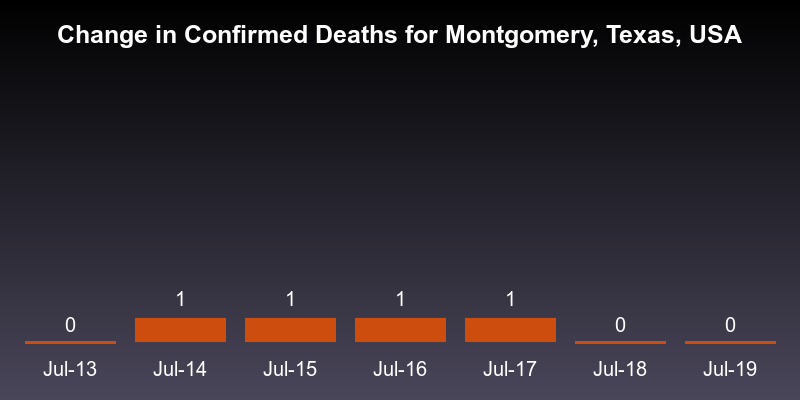 Change in Confirmed Deaths for Montgomery, Texas, USA
0 1 1 1 1 0 0
Jul-13 Jul-14 Jul-15 Jul-16 Jul-17 Jul-18 Jul-19